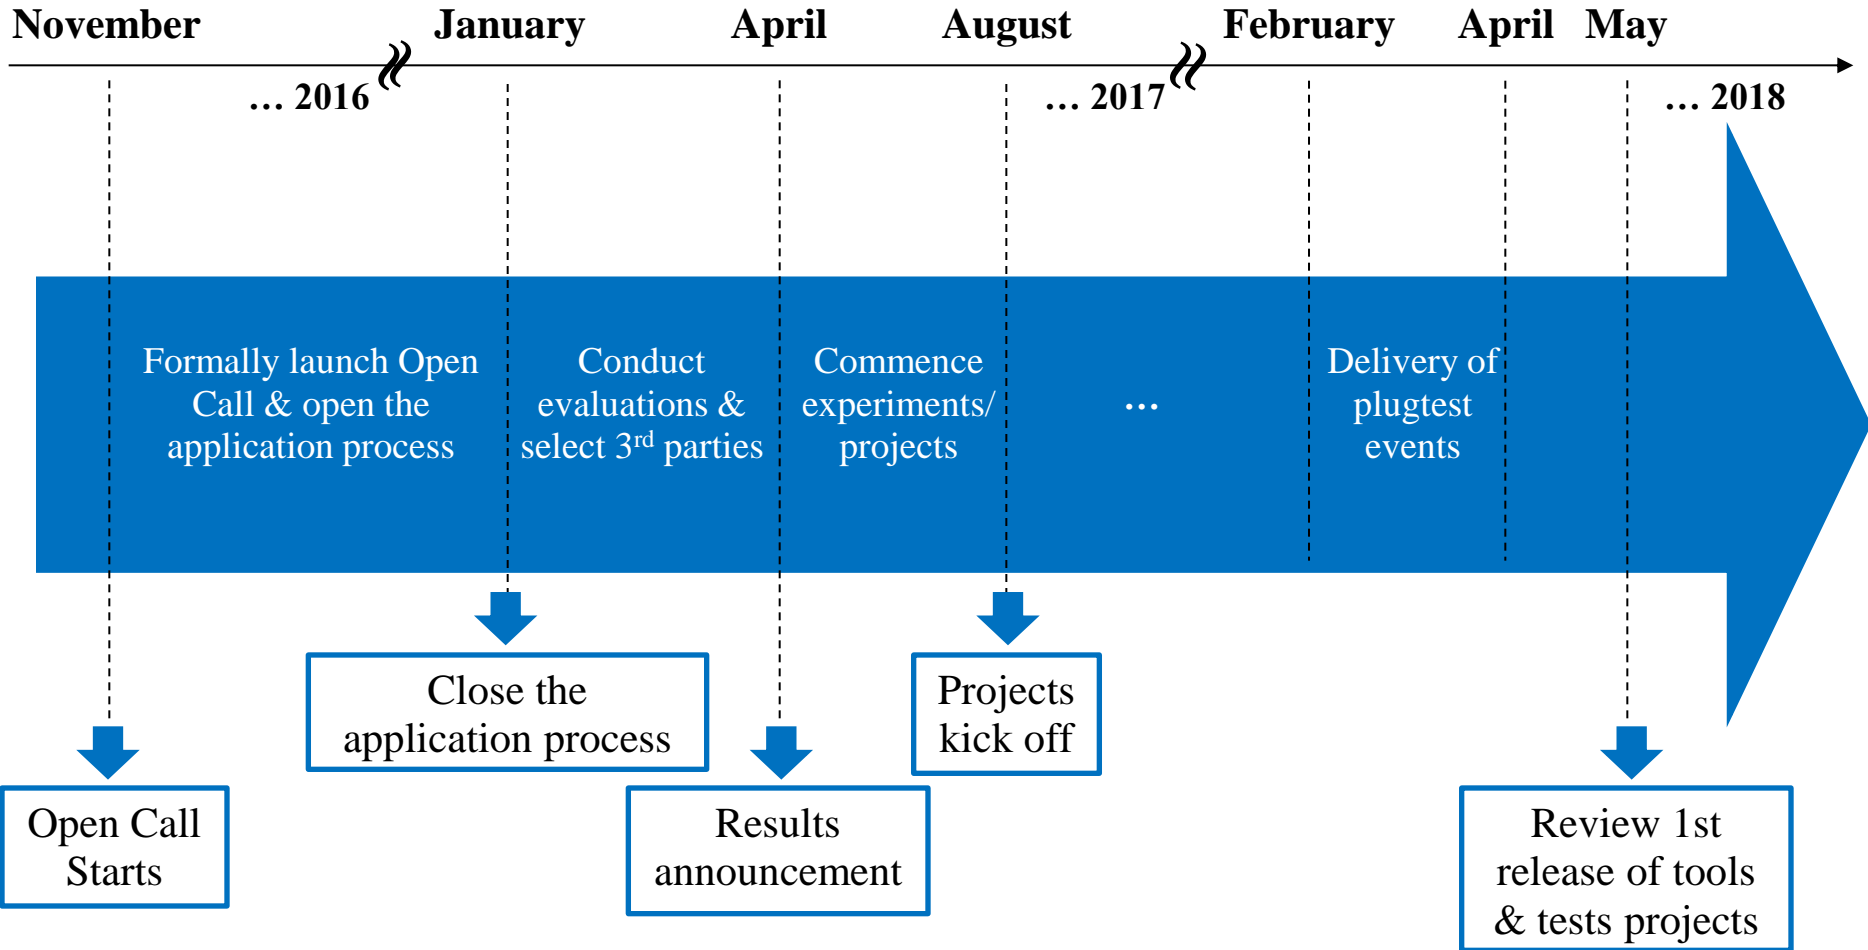 November January April August February April May
… 2016 … 2017 … 2018
Formally launch Open
Call & open the
application process
Conduct
evaluations &
select 3rd parties
Commence
experiments/
projects
…
Delivery of
plugtest
events
Close the
application process
Projects
kick off
Open Call
Starts
Results
announcement
Review 1st
release of tools
& tests projects